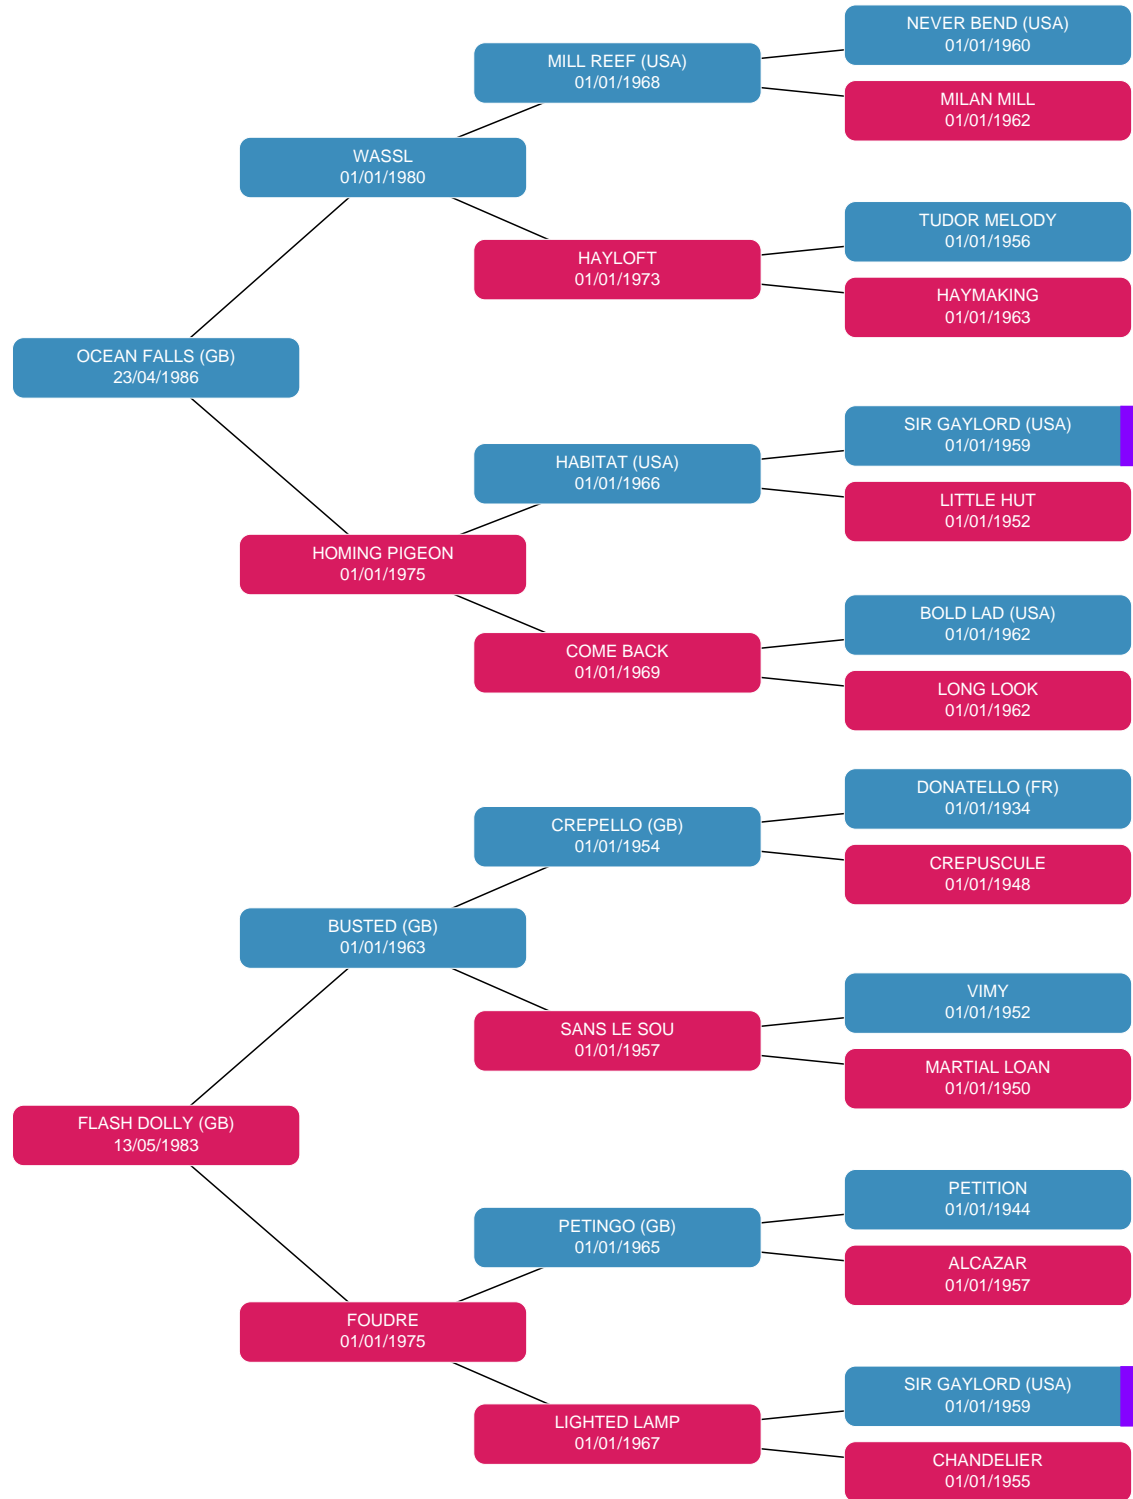 NEVER BEND (USA)
01/01/1960
MILL REEF (USA)
01/01/1968
MILAN MILL
01/01/1962
WASSL
01/01/1980
TUDOR MELODY
01/01/1956
HAYLOFT
01/01/1973
HAYMAKING
01/01/1963
OCEAN FALLS (GB)
23/04/1986
SIR GAYLORD (USA)
01/01/1959
HABITAT (USA)
01/01/1966
LITTLE HUT
01/01/1952
HOMING PIGEON
01/01/1975
BOLD LAD (USA)
01/01/1962
COME BACK
01/01/1969
LONG LOOK
01/01/1962
DONATELLO (FR)
01/01/1934
CREPELLO (GB)
01/01/1954
CREPUSCULE
01/01/1948
BUSTED (GB)
01/01/1963
VIMY
01/01/1952
SANS LE SOU
01/01/1957
MARTIAL LOAN
01/01/1950
FLASH DOLLY (GB)
13/05/1983
PETITION
01/01/1944
PETINGO (GB)
01/01/1965
ALCAZAR
01/01/1957
FOUDRE
01/01/1975
SIR GAYLORD (USA)
01/01/1959
LIGHTED LAMP
01/01/1967
CHANDELIER
01/01/1955